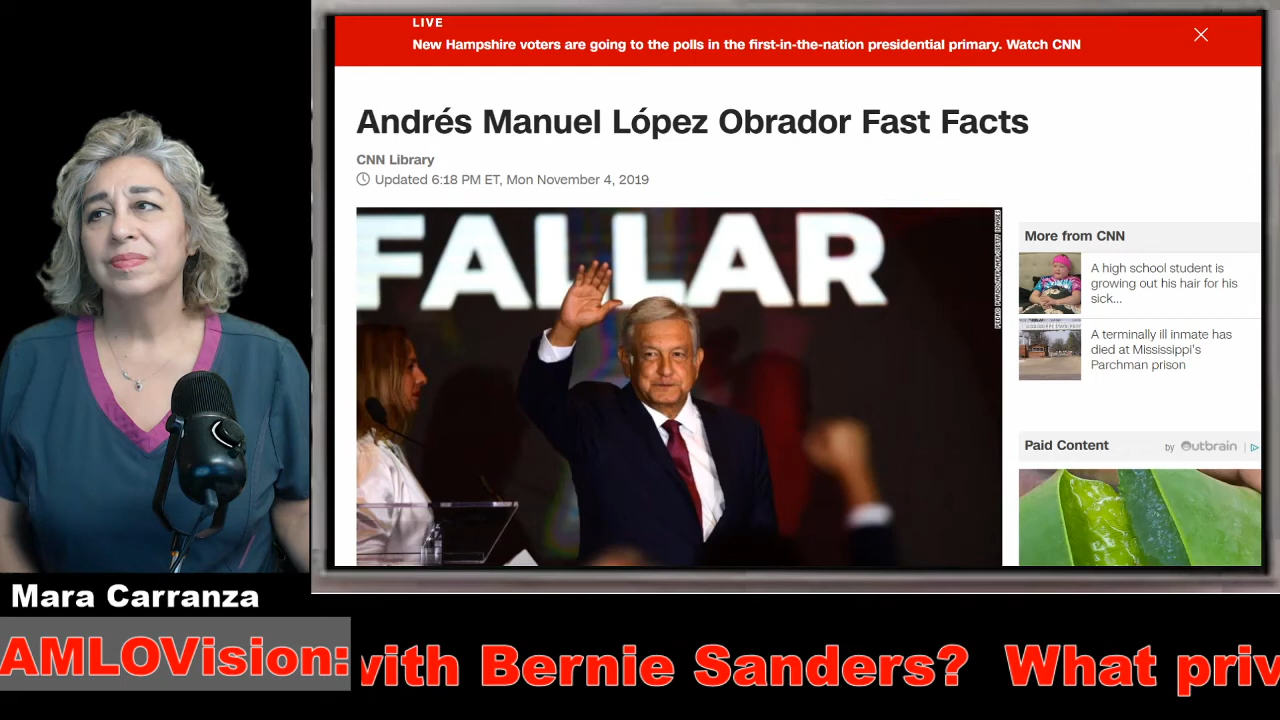 LIVE
New Hampshire voters are going to the polls in the first-in-the-nation presidential primary. Watch CNN
Andrés Manuel López Obrador Fast Facts
CNN Library
Updated 6:18 PM ET, Mon November 4, 2019
FALLAR
More from CNN
A high school student is
growing out his hair for his
sick...
A terminally ill inmate has
died at Mississippi's
Parchman prison
Paid Content
by Outbrain
Mara Carranza
AMLOVision:
with Bernie Sanders? What priv